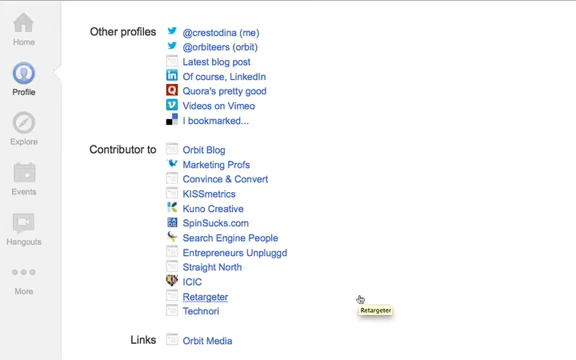 Home
Profile
Explore
Events
Hangouts
More
Other profiles
@crestodina (me)
@orbiteers (orbit)
Latest blog post
Of course, LinkedIn
Quora's pretty good
Videos on Vimeo
I bookmarked...
Contributor to
Orbit Blog
Marketing Profs
Convince & Convert
KISSmetrics
Kuno Creative
SpinSucks.com
Search Engine People
Entrepreneurs Unpluggd
Straight North
ICIC
Retargeter
Retargeter
Technori
Links
Orbit Media